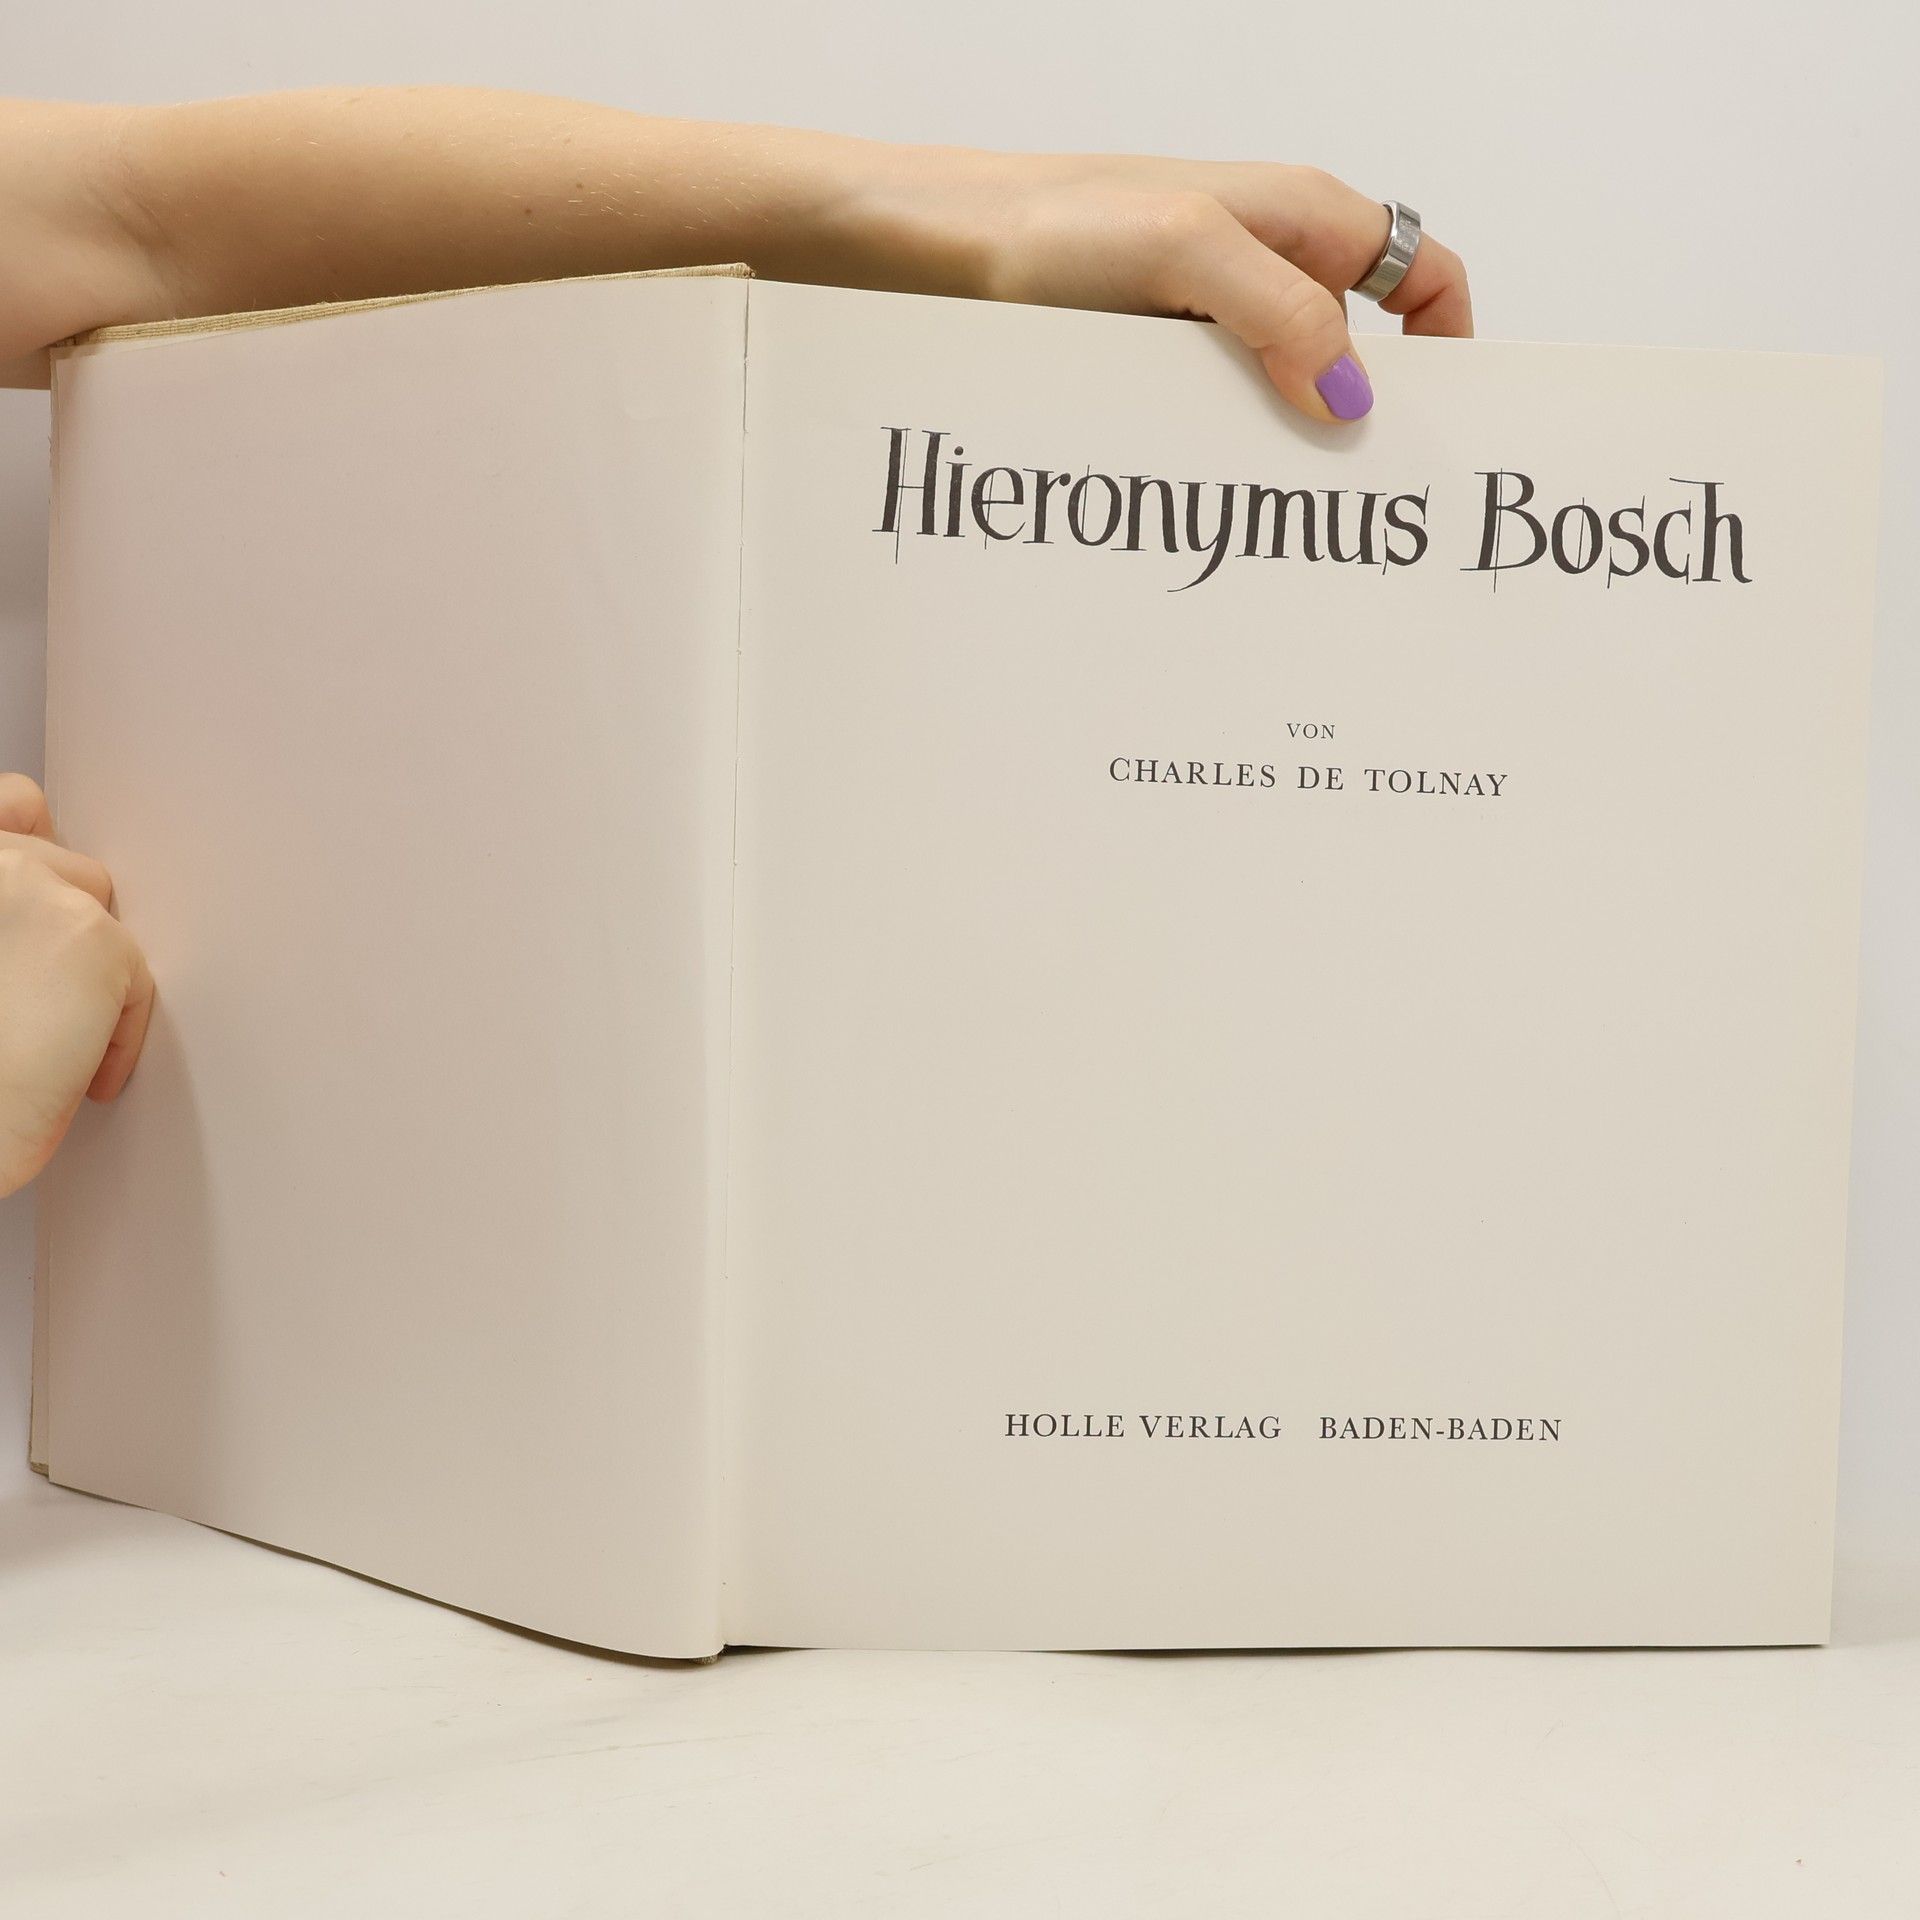 Hieronymus Bosch
VON
CHARLES DE TOLNAY
HOLLE VERLAG BADEN-BADEN